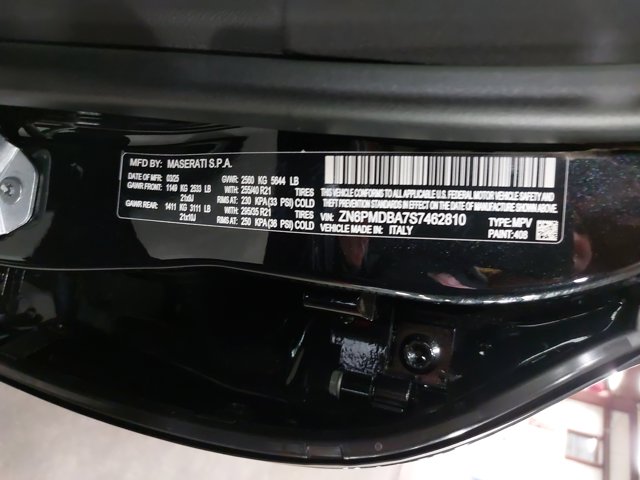 MFD BY: MASERATI S.P.A.
DATE OF MFR: 03/25 GVWR: 2560 KG 5644 LB
GAWR FRONT: 1149 KG 2533 LB WITH: 255/40 R21 TIRES
21x9J RIMS AT: 230 KPA(33 PSI) COLD
GAWR REAR: 1411 KG 3111 LB WITH: 295/35 R21 TIRES
21x10J RIMS AT: 250 KPA(36 PSI) COLD
THIS VEHICLE CONFORMS TO ALL APPLICABLE
U.S. FEDERAL MOTOR VEHICLE SAFETY AND
THEFT PREVENTION STANDARDS IN EFFECT ON THE
DATE OF MANUFACTURE SHOWN ABOVE.
VIN: ZN6PMDBA7S7462810 TYPE: MPV
VEHICLE MADE IN: ITALY PAINT: 408